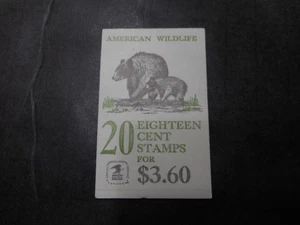 AMERICAN WILDLIFE
20 EIGHTEEN
CENT
STAMPS
FOR
$3.60